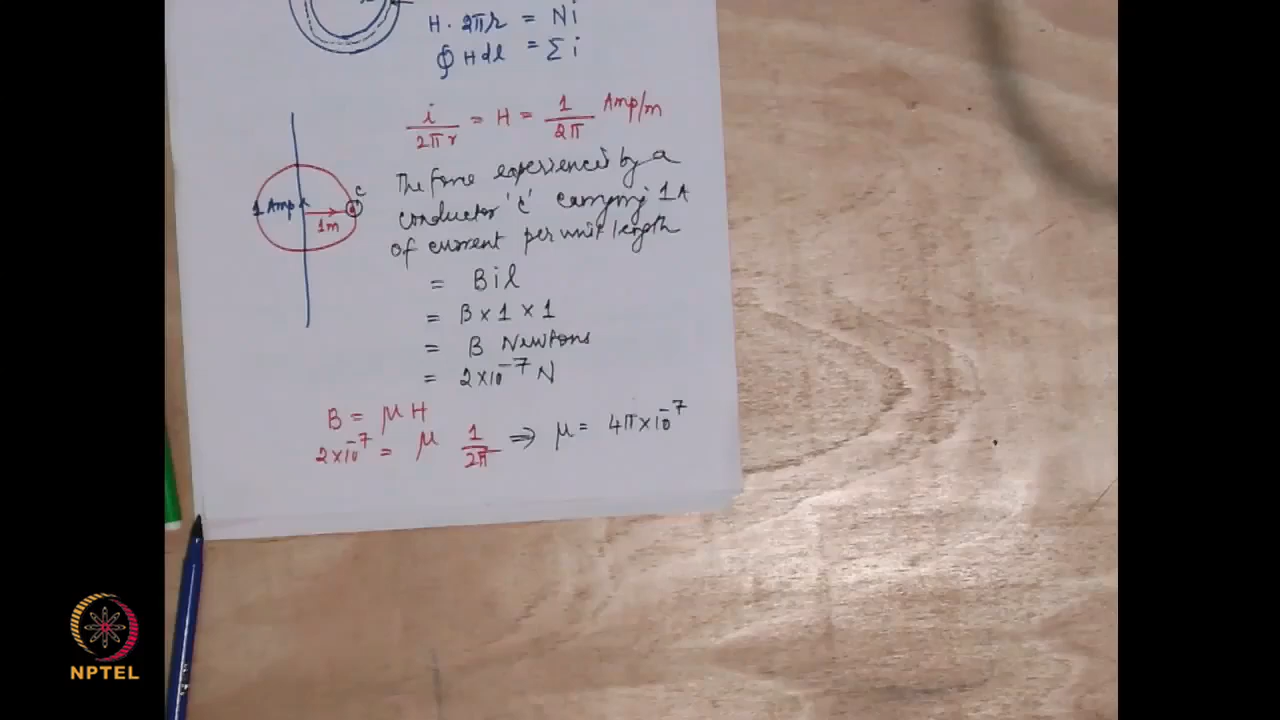 H · 2πr = Ni
∮ Hdl = Σ i
i/2πr = H = 1/2π Amp/m
The force experienced by a
conductor 'c' carrying 1A
of current per unit length
= Bil
= B × 1 × 1
= B Newtons
= 2×10⁻⁷ N
c
1 Amp
1m
B = μH
2×10⁻⁷ = μ 1/2π ⇒ μ = 4π×10⁻⁷
NPTEL